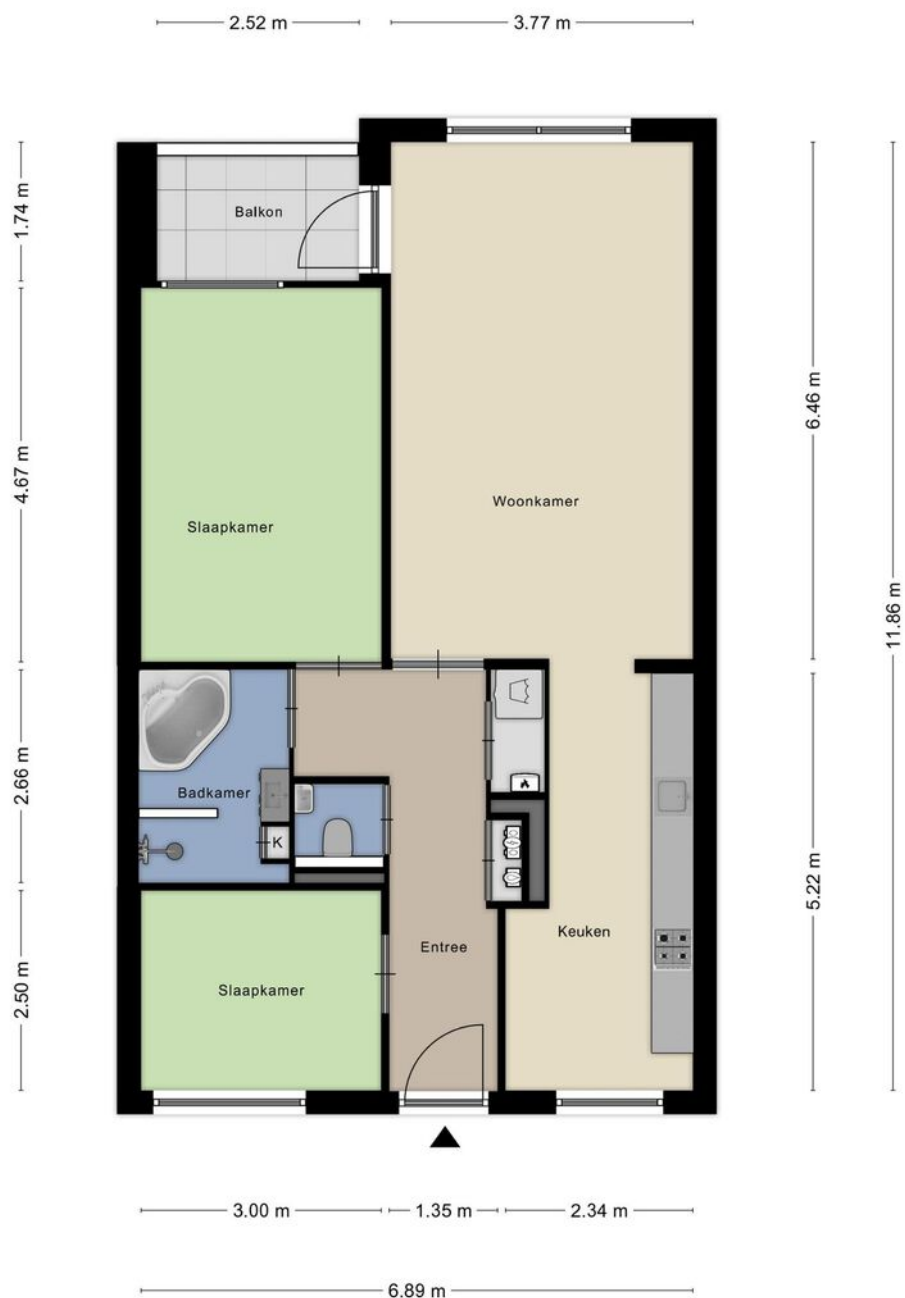 2.52 m
3.77 m
1.74 m
Balkon
6.46 m
4.67 m
Woonkamer
Slaapkamer
11.86 m
2.66 m
Badkamer
K
5.22 m
Keuken
Entree
2.50 m
Slaapkamer
3.00 m
1.35 m
2.34 m
6.89 m